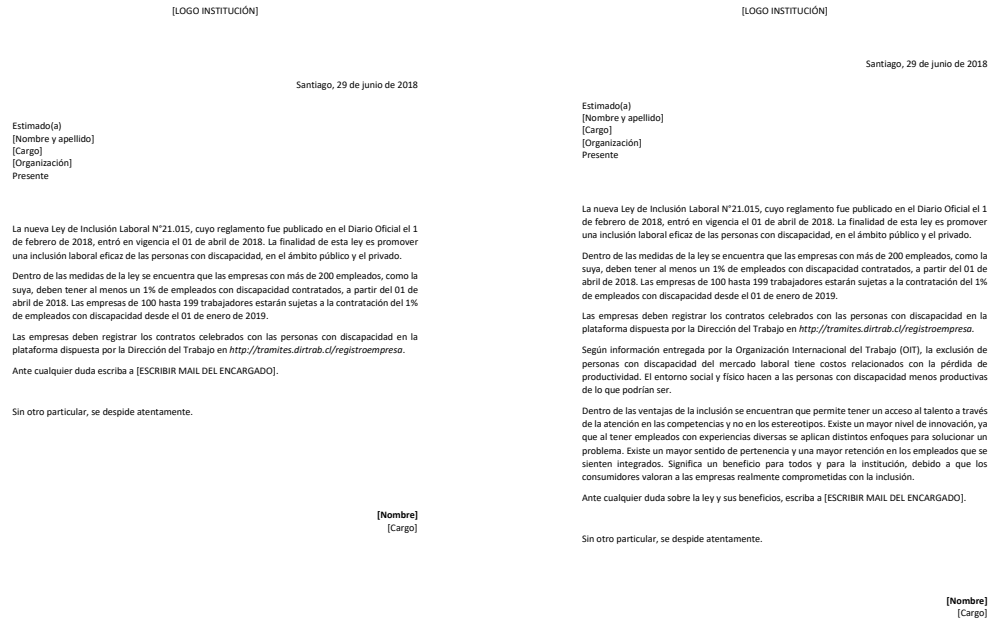 [LOGO INSTITUCIÓN]
Santiago, 29 de junio de 2018
Estimado(a)
[Nombre y apellido]
[Cargo]
[Organización]
Presente
La nueva Ley de Inclusión Laboral N°21.015, cuyo reglamento fue publicado en el Diario Oficial el 1
de febrero de 2018, entró en vigencia el 01 de abril de 2018. La finalidad de esta ley es promover
una inclusión laboral eficaz de las personas con discapacidad, en el ámbito público y el privado.
Dentro de las medidas de la ley se encuentra que las empresas con más de 200 empleados, como la
suya, deben tener al menos un 1% de empleados con discapacidad contratados, a partir del 01 de
abril de 2018. Las empresas de 100 hasta 199 trabajadores estarán sujetas a la contratación del 1%
de empleados con discapacidad desde el 01 de enero de 2019.
Las empresas deben registrar los contratos celebrados con las personas con discapacidad en la
plataforma dispuesta por la Dirección del Trabajo en http://tramites.dirtrab.cl/registroempresa.
Ante cualquier duda escriba a [ESCRIBIR MAIL DEL ENCARGADO].
Sin otro particular, se despide atentamente.
[Nombre]
[Cargo]
[LOGO INSTITUCIÓN]
Santiago, 29 de junio de 2018
Estimado(a)
[Nombre y apellido]
[Cargo]
[Organización]
Presente
La nueva Ley de Inclusión Laboral N°21.015, cuyo reglamento fue publicado en el Diario Oficial el 1
de febrero de 2018, entró en vigencia el 01 de abril de 2018. La finalidad de esta ley es promover
una inclusión laboral eficaz de las personas con discapacidad, en el ámbito público y el privado.
Dentro de las medidas de la ley se encuentra que las empresas con más de 200 empleados, como la
suya, deben tener al menos un 1% de empleados con discapacidad contratados, a partir del 01 de
abril de 2018. Las empresas de 100 hasta 199 trabajadores estarán sujetas a la contratación del 1%
de empleados con discapacidad desde el 01 de enero de 2019.
Las empresas deben registrar los contratos celebrados con las personas con discapacidad en la
plataforma dispuesta por la Dirección del Trabajo en http://tramites.dirtrab.cl/registroempresa.
Según información entregada por la Organización Internacional del Trabajo (OIT), la exclusión de
personas con discapacidad del mercado laboral tiene costos relacionados con la pérdida de
productividad. El entorno social y físico hacen a las personas con discapacidad menos productivas
de lo que podrían ser.
Dentro de las ventajas de la inclusión se encuentran que permite tener un acceso al talento a través
de la atención en las competencias y no en los estereotipos. Existe un mayor nivel de innovación, ya
que al tener empleados con experiencias diversas se aplican distintos enfoques para solucionar un
problema. Existe un mayor sentido de pertenencia y una mayor retención en los empleados que se
sienten integrados. Significa un beneficio para todos y para la institución, debido a que los
consumidores valoran a las empresas realmente comprometidas con la inclusión.
Ante cualquier duda sobre la ley y sus beneficios, escriba a [ESCRIBIR MAIL DEL ENCARGADO].
Sin otro particular, se despide atentamente.
[Nombre]
[Cargo]